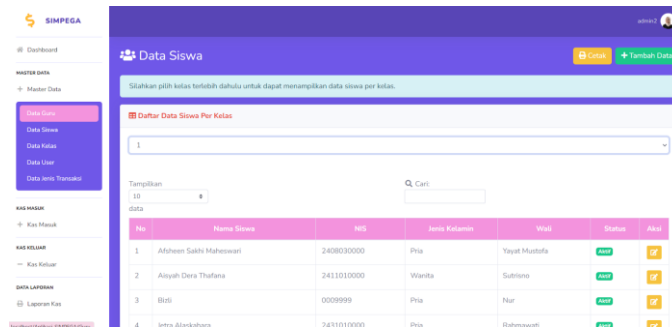 SIMPEGA
admin2
Dashboard
MASTER DATA
Master Data
Data Guru
Data Siswa
Data Kelas
Data User
Data Jenis Transaksi
KAS MASUK
Kas Masuk
KAS KELUAR
Kas Keluar
DATA LAPORAN
Laporan Kas
Data Siswa
Cetak
Tambah Data
Silahkan pilih kelas terlebih dahulu untuk dapat menampilkan data siswa per kelas.
Daftar Data Siswa Per Kelas
1
Tampilkan
10
data
Cari:
No Nama Siswa NIS Jenis Kelamin Wali Status Aksi
1 Afsheen Sakhi Maheswari 2408030000 Pria Yayat Mustofa Aktif
2 Aisyah Dera Thafana 2411010000 Wanita Sutrisno Aktif
3 Bizli 0009999 Pria Nur Aktif
4 Jetra Alaskabara 2431010000 Pria Rahmawati Aktif